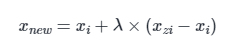 x_{new} = x_i + λ × (x_{zi} − x_i)